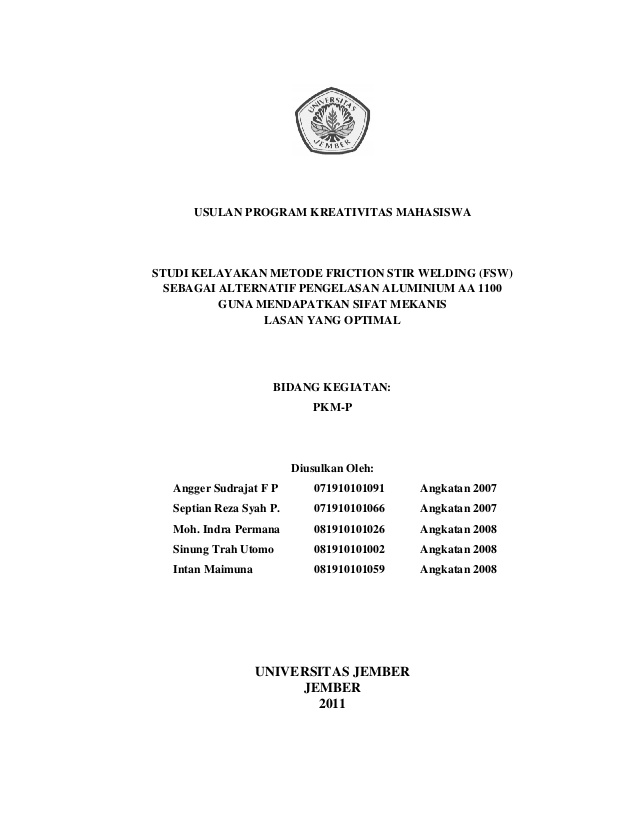 UNIVERSITAS
JEMBER
USULAN PROGRAM KREATIVITAS MAHASISWA
STUDI KELAYAKAN METODE FRICTION STIR WELDING (FSW)
SEBAGAI ALTERNATIF PENGELASAN ALUMINIUM AA 1100
GUNA MENDAPATKAN SIFAT MEKANIS
LASAN YANG OPTIMAL
BIDANG KEGIATAN:
PKM-P
Diusulkan Oleh:
Angger Sudrajat F P 071910101091 Angkatan 2007
Septian Reza Syah P. 071910101066 Angkatan 2007
Moh. Indra Permana 081910101026 Angkatan 2008
Sinung Trah Utomo 081910101002 Angkatan 2008
Intan Maimuna 081910101059 Angkatan 2008
UNIVERSITAS JEMBER
JEMBER
2011